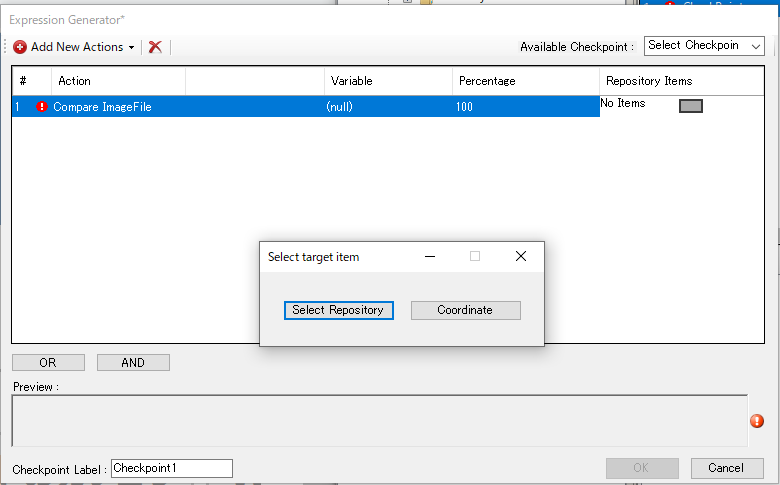 Expression Generator*
Add New Actions
Available Checkpoint :
Select Checkpoin
# Action Variable Percentage Repository Items
1 Compare ImageFile (null) 100 No Items
Select target item
Select Repository Coordinate
OR AND
Preview :
Checkpoint Label : Checkpoint1
OK Cancel